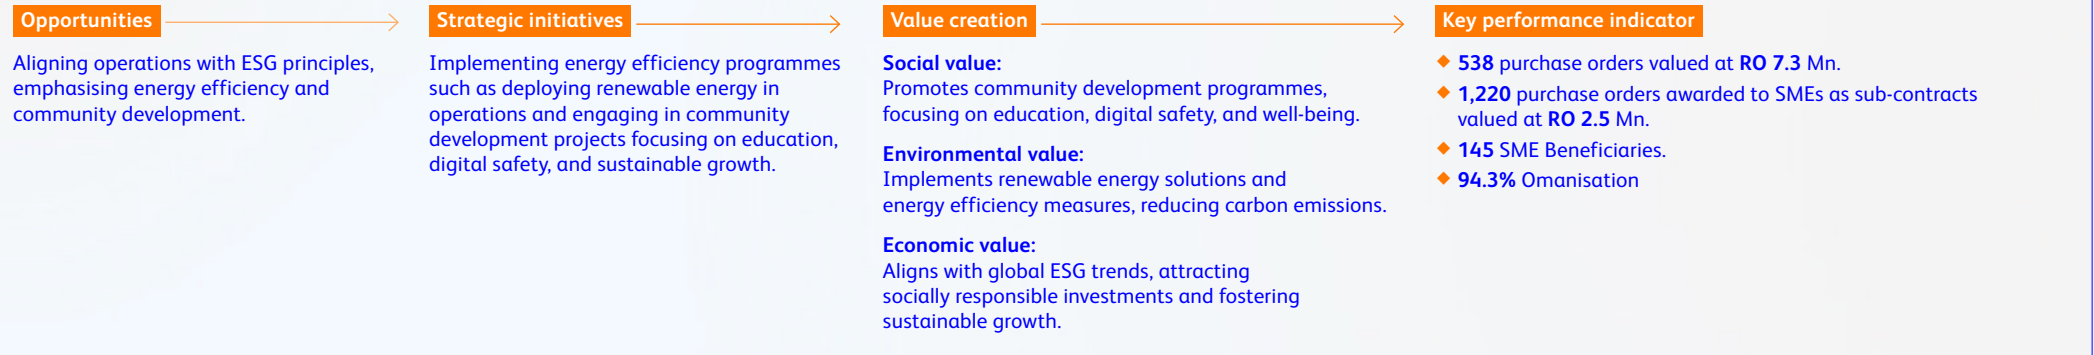 Opportunities
Aligning operations with ESG principles,
emphasising energy efficiency and
community development.
Strategic initiatives
Implementing energy efficiency programmes
such as deploying renewable energy in
operations and engaging in community
development projects focusing on education,
digital safety, and sustainable growth.
Value creation
Social value:
Promotes community development programmes,
focusing on education, digital safety, and well-being.
Environmental value:
Implements renewable energy solutions and
energy efficiency measures, reducing carbon emissions.
Economic value:
Aligns with global ESG trends, attracting
socially responsible investments and fostering
sustainable growth.
Key performance indicator
◆ 538 purchase orders valued at RO 7.3 Mn.
◆ 1,220 purchase orders awarded to SMEs as sub-contracts
valued at RO 2.5 Mn.
◆ 145 SME Beneficiaries.
◆ 94.3% Omanisation